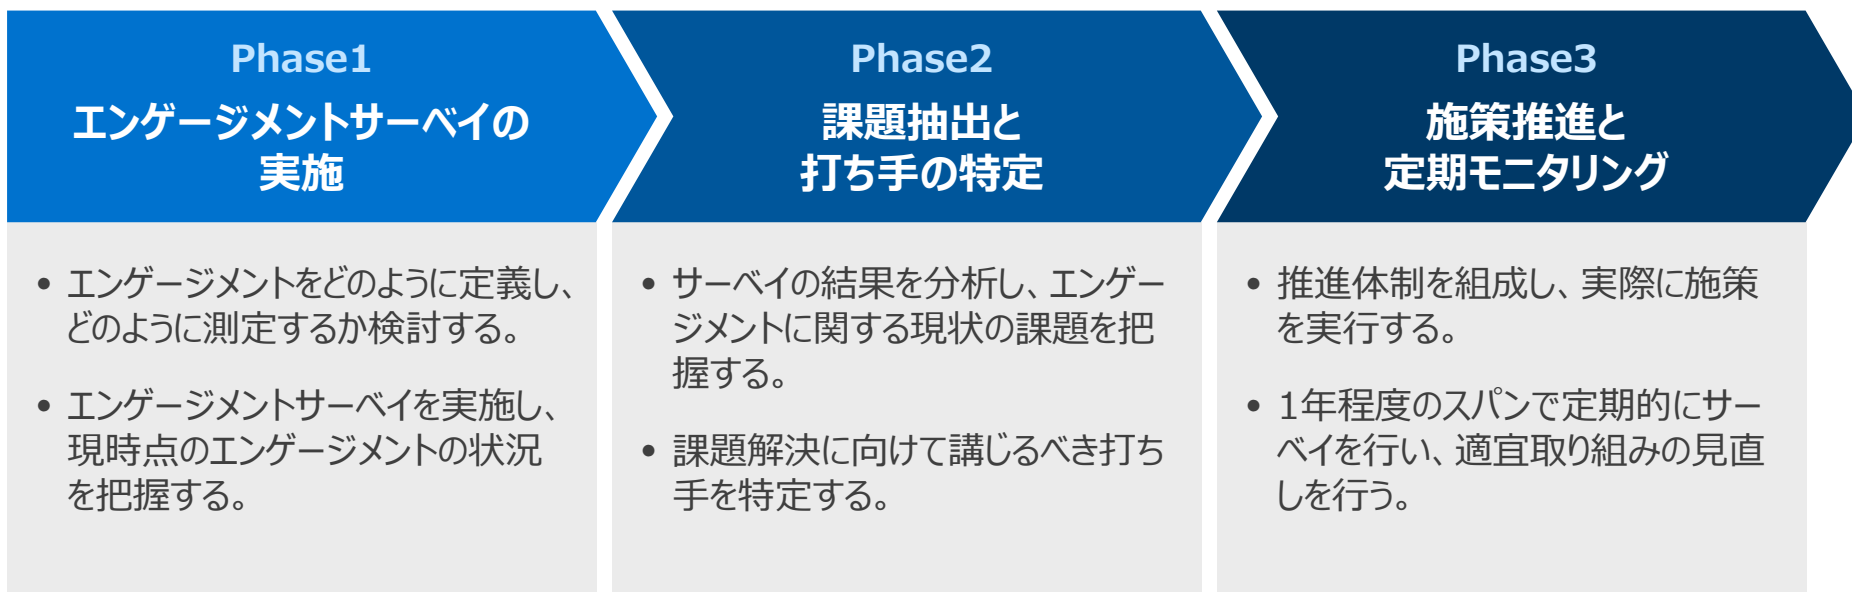 Phase1
エンゲージメントサーベイの
実施
• エンゲージメントをどのように定義し、
どのように測定するか検討する。
• エンゲージメントサーベイを実施し、
現時点のエンゲージメントの状況
を把握する。
Phase2
課題抽出と
打ち手の特定
• サーベイの結果を分析し、エンゲー
ジメントに関する現状の課題を把
握する。
• 課題解決に向けて講じるべき打ち
手を特定する。
Phase3
施策推進と
定期モニタリング
• 推進体制を組成し、実際に施策
を実行する。
• 1年程度のスパンで定期的にサー
ベイを行い、適宜取り組みの見直
しを行う。